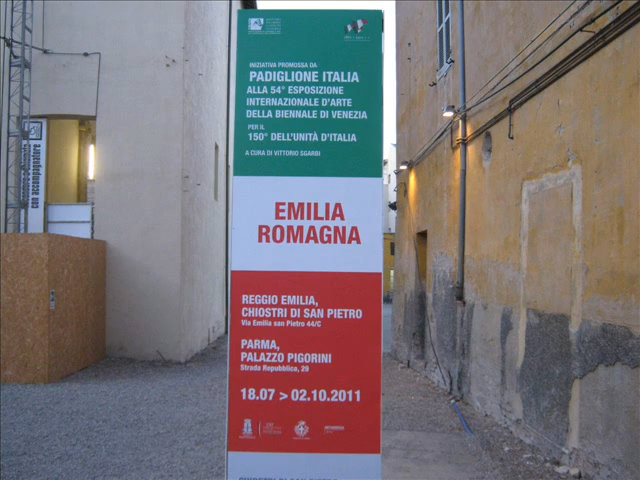 INIZIATIVA PROMOSSA DA
PADIGLIONE ITALIA
ALLA 54° ESPOSIZIONE
INTERNAZIONALE D'ARTE
DELLA BIENNALE DI VENEZIA
PER IL
150° DELL'UNITÀ D'ITALIA
A CURA DI VITTORIO SGARBI
EMILIA
ROMAGNA
REGGIO EMILIA,
CHIOSTRI DI SAN PIETRO
Via Emilia san Pietro 44/C
PARMA,
PALAZZO PIGORINI
Strada Repubblica, 29
18.07 > 02.10.2011